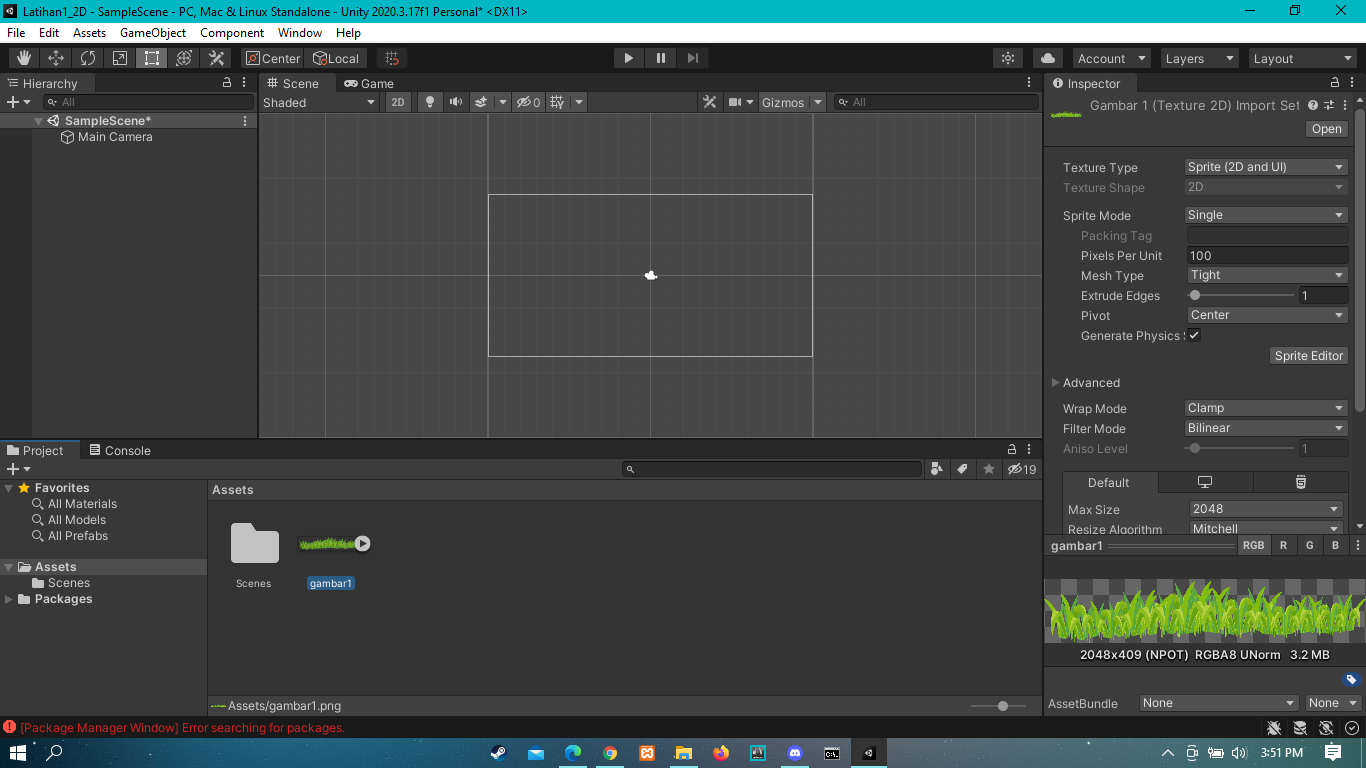 Latihan1_2D - SampleScene - PC, Mac & Linux Standalone - Unity 2020.3.17f1 Personal* <DX11>
File Edit Assets GameObject Component Window Help
Center Local Account Layers Layout
Hierarchy
All
SampleScene*
Main Camera
Scene Game
Shaded 2D 0 Gizmos All
Inspector
Gambar 1 (Texture 2D) Import Set
Open
Texture Type Sprite (2D and UI)
Texture Shape 2D
Sprite Mode Single
Packing Tag
Pixels Per Unit 100
Mesh Type Tight
Extrude Edges 1
Pivot Center
Generate Physics S
Sprite Editor
Advanced
Wrap Mode Clamp
Filter Mode Bilinear
Aniso Level 1
Default
Max Size 2048
Resize Algorithm Mitchell
gambar1 RGB R G B
2048x409 (NPOT) RGBA8 UNorm 3.2 MB
AssetBundle None None
Project Console
19
Favorites
All Materials
All Models
All Prefabs
Assets
Scenes
Packages
Assets
Scenes gambar1
Assets/gambar1.png
[Package Manager Window] Error searching for packages.
3:51 PM